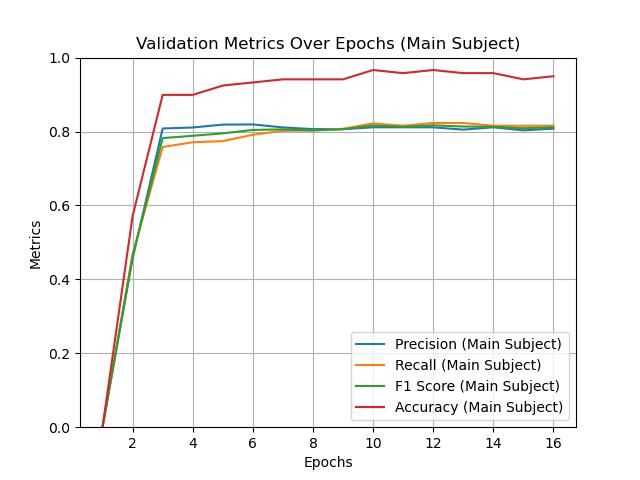 Validation Metrics Over Epochs (Main Subject)
1.0
0.8
0.6
0.4
0.2
0.0
Metrics
Precision (Main Subject)
Recall (Main Subject)
F1 Score (Main Subject)
Accuracy (Main Subject)
2 4 6 8 10 12 14 16
Epochs